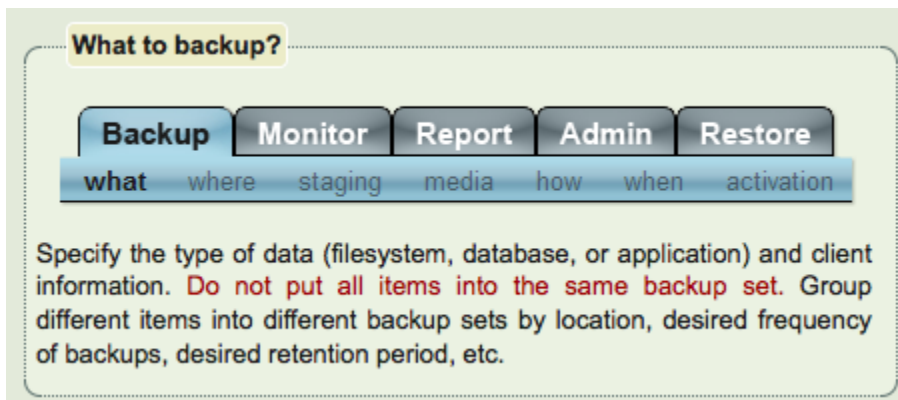 What to backup?
Backup Monitor Report Admin Restore
what where staging media how when activation
Specify the type of data (filesystem, database, or application) and client
information. Do not put all items into the same backup set. Group
different items into different backup sets by location, desired frequency
of backups, desired retention period, etc.